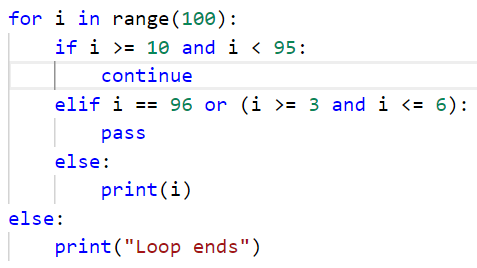 for i in range(100):
    if i >= 10 and i < 95:
        continue
    elif i == 96 or (i >= 3 and i <= 6):
        pass
    else:
        print(i)
else:
    print("Loop ends")